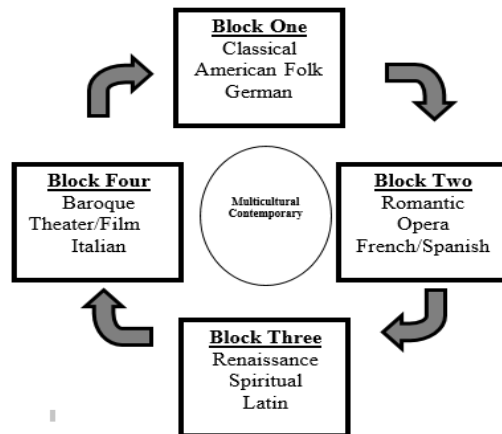 Block One
Classical
American Folk
German
Block Four
Baroque
Theater/Film
Italian
Multicultural
Contemporary
Block Two
Romantic
Opera
French/Spanish
Block Three
Renaissance
Spiritual
Latin